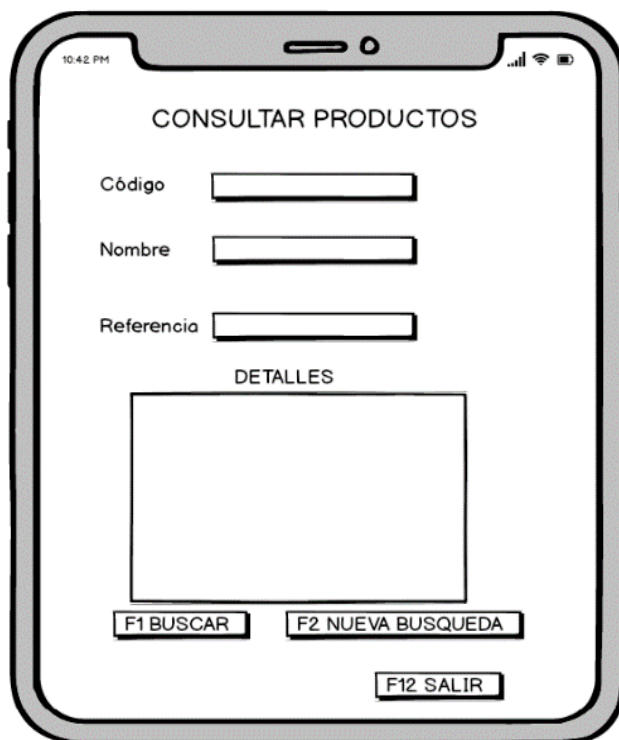 10:42 PM
CONSULTAR PRODUCTOS
Código
Nombre
Referencia
DETALLES
F1 BUSCAR F2 NUEVA BUSQUEDA
F12 SALIR